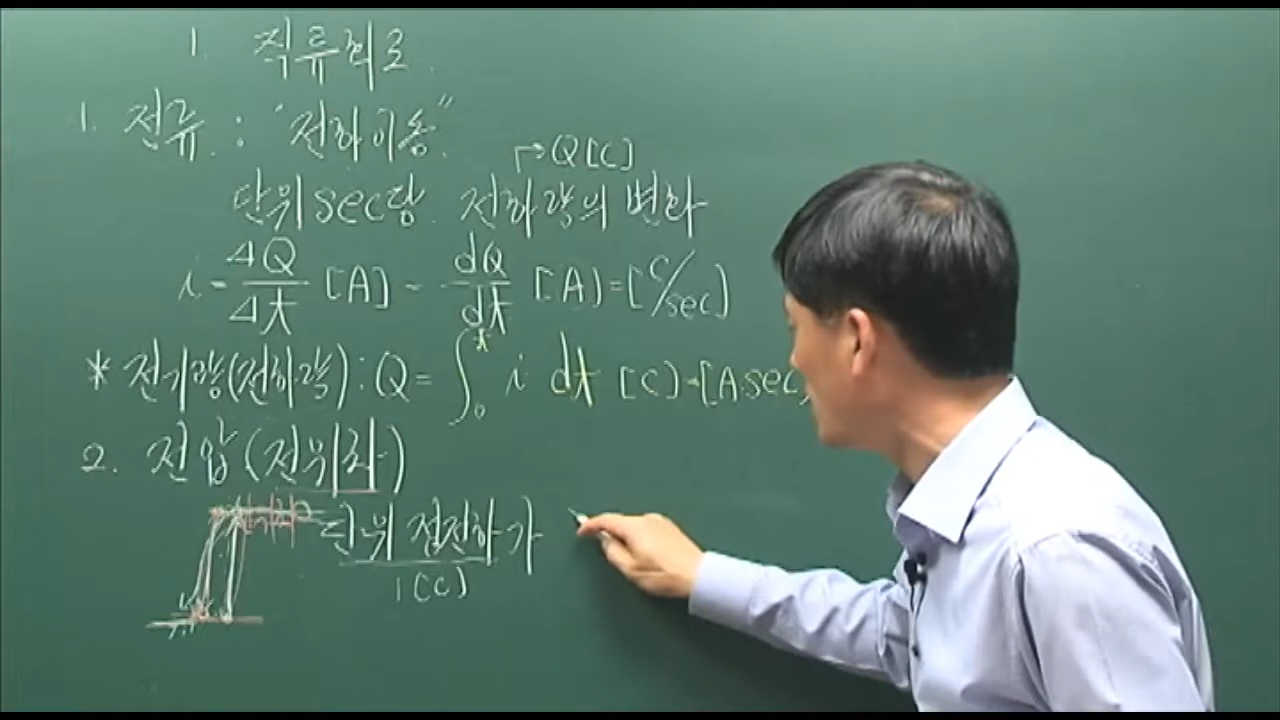 1. 직류회로.
1. 전류. : "전하이동".
→Q[C]
단위sec당. 전하량의 변화
i = ΔQ/Δt [A] = dQ/dt [A] = [C/sec]
* 전기량(전하량) : Q = ∫₀ᵗ i dt [C] = [A·sec]
2. 전압(전위차)
단위 점전하가
1[C]